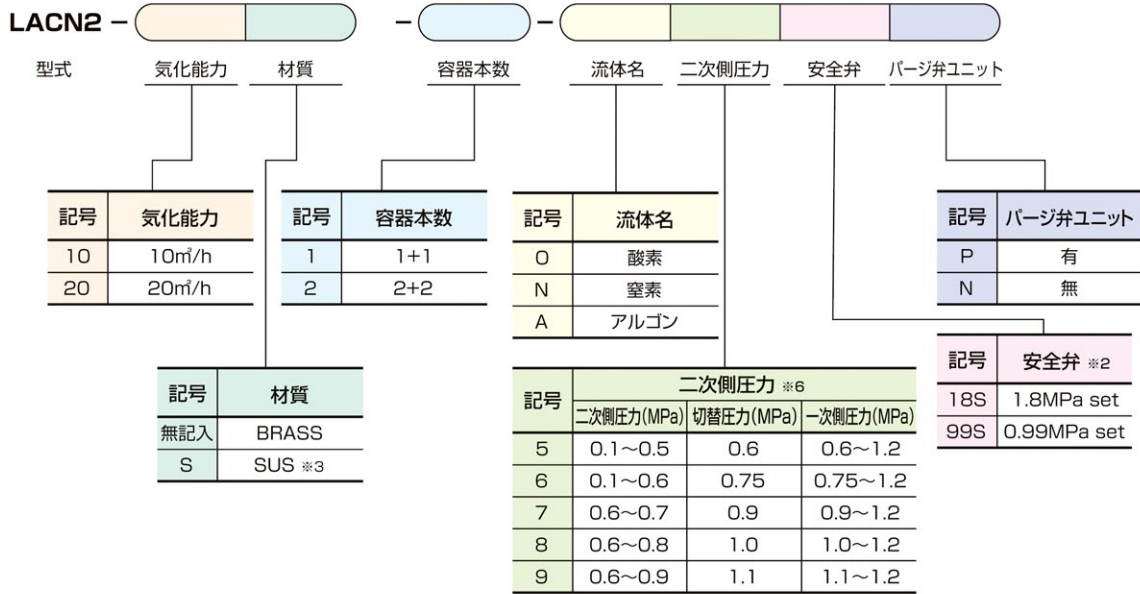 LACN2 - - -
型式 気化能力 材質 容器本数 流体名 二次側圧力 安全弁 パージ弁ユニット
記号 気化能力
10 10㎥/h
20 20㎥/h
記号 容器本数
1 1+1
2 2+2
記号 流体名
O 酸素
N 窒素
A アルゴン
記号 パージ弁ユニット
P 有
N 無
記号 材質
無記入 BRASS
S SUS ※3
記号 二次側圧力 ※6
二次側圧力(MPa) 切替圧力(MPa) 一次側圧力(MPa)
5 0.1〜0.5 0.6 0.6〜1.2
6 0.1〜0.6 0.75 0.75〜1.2
7 0.6〜0.7 0.9 0.9〜1.2
8 0.6〜0.8 1.0 1.0〜1.2
9 0.6〜0.9 1.1 1.1〜1.2
記号 安全弁 ※2
18S 1.8MPa set
99S 0.99MPa set